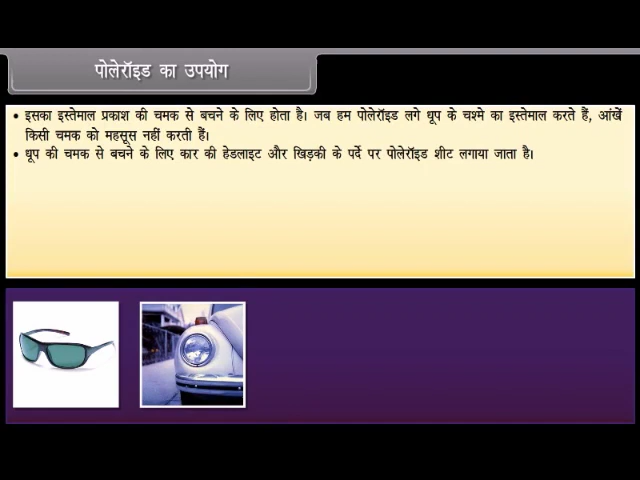 पोलेरॉइड का उपयोग
• इसका इस्तेमाल प्रकाश की चमक से बचने के लिए होता है। जब हम पोलेरॉइड लगे धूप के चश्मे का इस्तेमाल करते हैं, आंखें
किसी चमक को महसूस नहीं करती हैं।
• धूप की चमक से बचने के लिए कार की हेडलाइट और खिड़की के पर्दे पर पोलेरॉइड शीट लगाया जाता है।